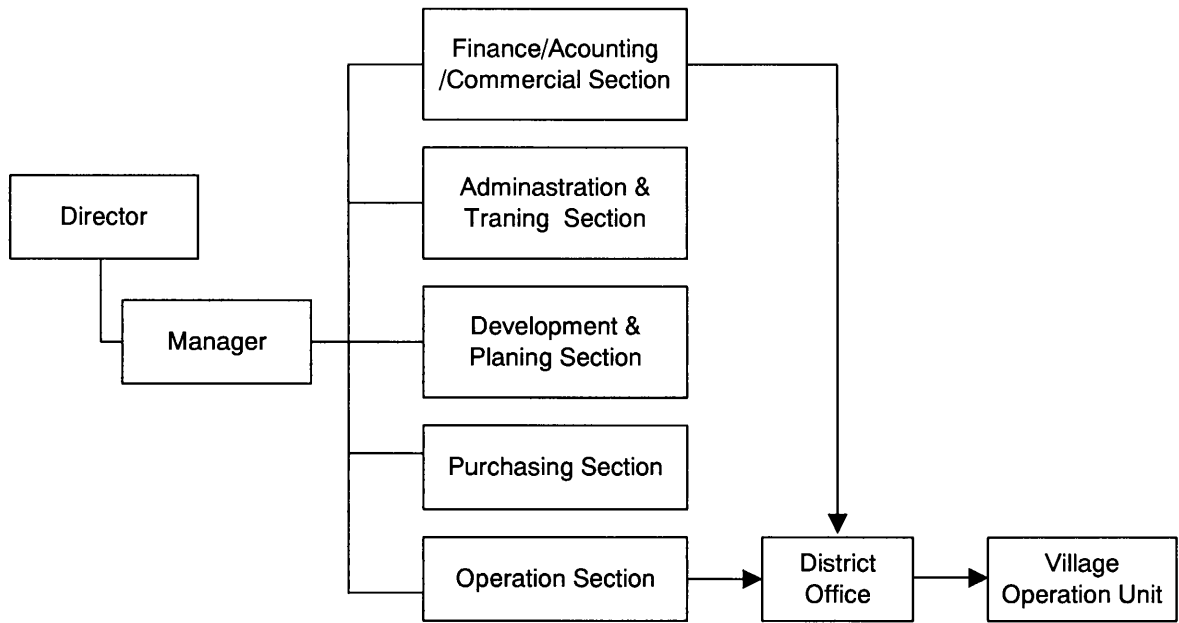 Finance/Acounting
/Commercial Section
Adminastration &
Traning Section
Director
Development &
Planing Section
Manager
Purchasing Section
Operation Section
District
Office
Village
Operation Unit